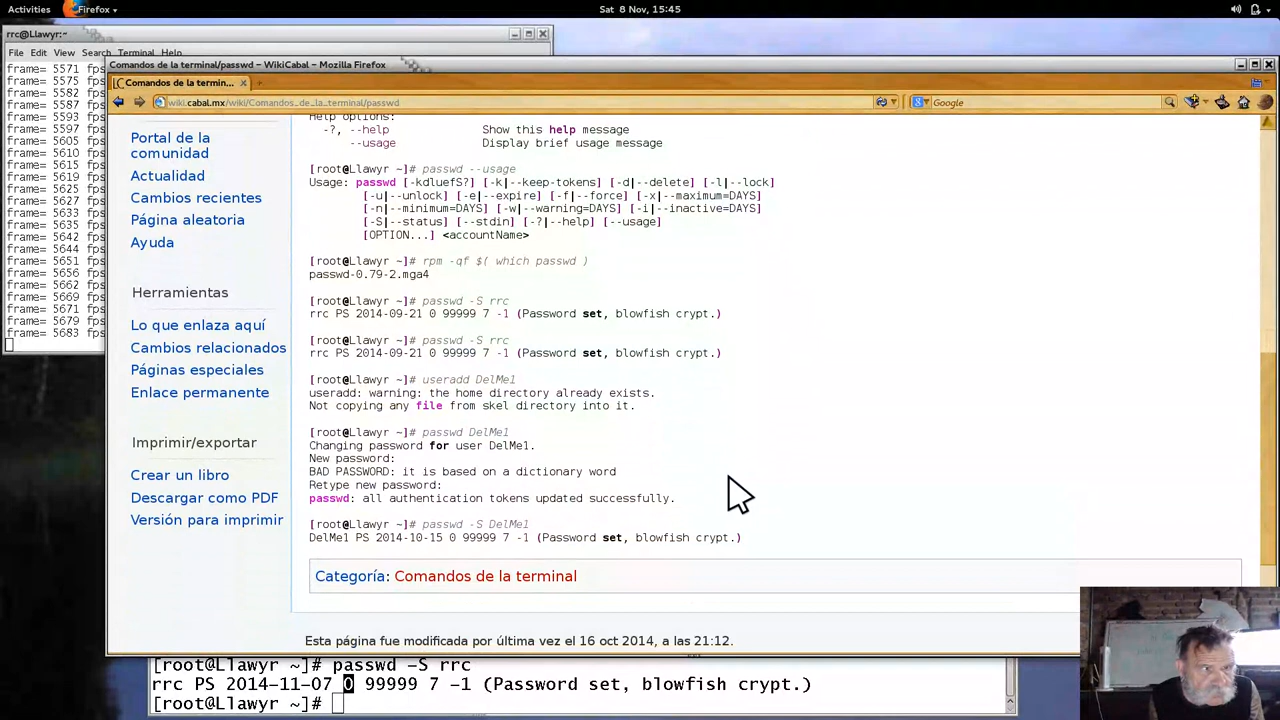 Activities Firefox Sat 8 Nov, 15:45
rrc@Llawyr:~
File Edit View Search Terminal Help
frame= 5571 fps
frame= 5575 fps
frame= 5582 fps
frame= 5587 fps
frame= 5593 fps
frame= 5597 fps
frame= 5605 fps
frame= 5610 fps
frame= 5615 fps
frame= 5619 fps
frame= 5625 fps
frame= 5627 fps
frame= 5633 fps
frame= 5635 fps
frame= 5642 fps
frame= 5644 fps
frame= 5651 fps
frame= 5656 fps
frame= 5662 fps
frame= 5669 fps
frame= 5671 fps
frame= 5679 fps
frame= 5683 fps
Comandos de la terminal/passwd – WikiCabal – Mozilla Firefox
Comandos de la termin...
wiki.cabal.mx/wiki/Comandos_de_la_terminal/passwd
Google
Portal de la
comunidad
Actualidad
Cambios recientes
Página aleatoria
Ayuda
Herramientas
Lo que enlaza aquí
Cambios relacionados
Páginas especiales
Enlace permanente
Imprimir/exportar
Crear un libro
Descargar como PDF
Versión para imprimir
Help options:
-?, --help Show this help message
--usage Display brief usage message
[root@Llawyr ~]# passwd --usage
Usage: passwd [-kdluefS?] [-k|--keep-tokens] [-d|--delete] [-l|--lock]
[-u|--unlock] [-e|--expire] [-f|--force] [-x|--maximum=DAYS]
[-n|--minimum=DAYS] [-w|--warning=DAYS] [-i|--inactive=DAYS]
[-S|--status] [--stdin] [-?|--help] [--usage]
[OPTION...] <accountName>
[root@Llawyr ~]# rpm -qf $( which passwd )
passwd-0.79-2.mga4
[root@Llawyr ~]# passwd -S rrc
rrc PS 2014-09-21 0 99999 7 -1 (Password set, blowfish crypt.)
[root@Llawyr ~]# passwd -S rrc
rrc PS 2014-09-21 0 99999 7 -1 (Password set, blowfish crypt.)
[root@Llawyr ~]# useradd DelMe1
useradd: warning: the home directory already exists.
Not copying any file from skel directory into it.
[root@Llawyr ~]# passwd DelMe1
Changing password for user DelMe1.
New password:
BAD PASSWORD: it is based on a dictionary word
Retype new password:
passwd: all authentication tokens updated successfully.
[root@Llawyr ~]# passwd -S DelMe1
DelMe1 PS 2014-10-15 0 99999 7 -1 (Password set, blowfish crypt.)
Categoría: Comandos de la terminal
Esta página fue modificada por última vez el 16 oct 2014, a las 21:12.
[root@Llawyr ~]# passwd -S rrc
rrc PS 2014-11-07 0 99999 7 -1 (Password set, blowfish crypt.)
[root@Llawyr ~]#